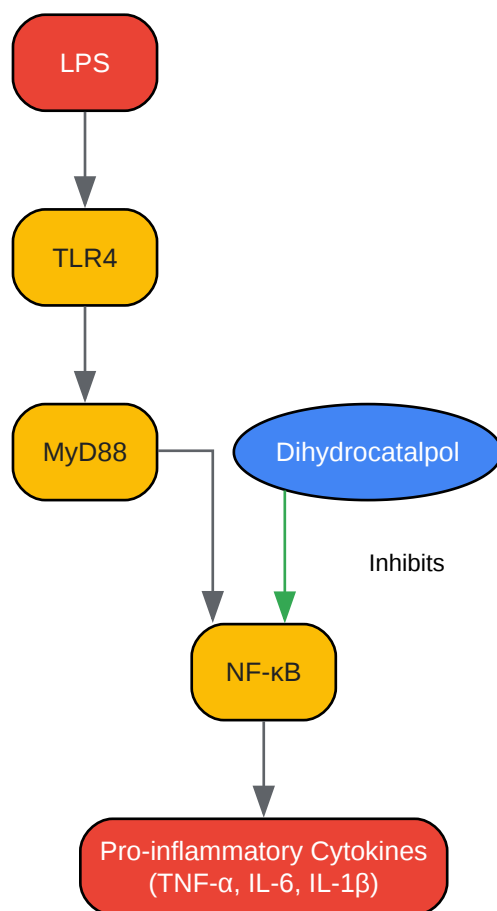 LPS
TLR4
MyD88
Dihydrocatalpol
Inhibits
NF-κB
Pro-inflammatory Cytokines
(TNF-α, IL-6, IL-1β)